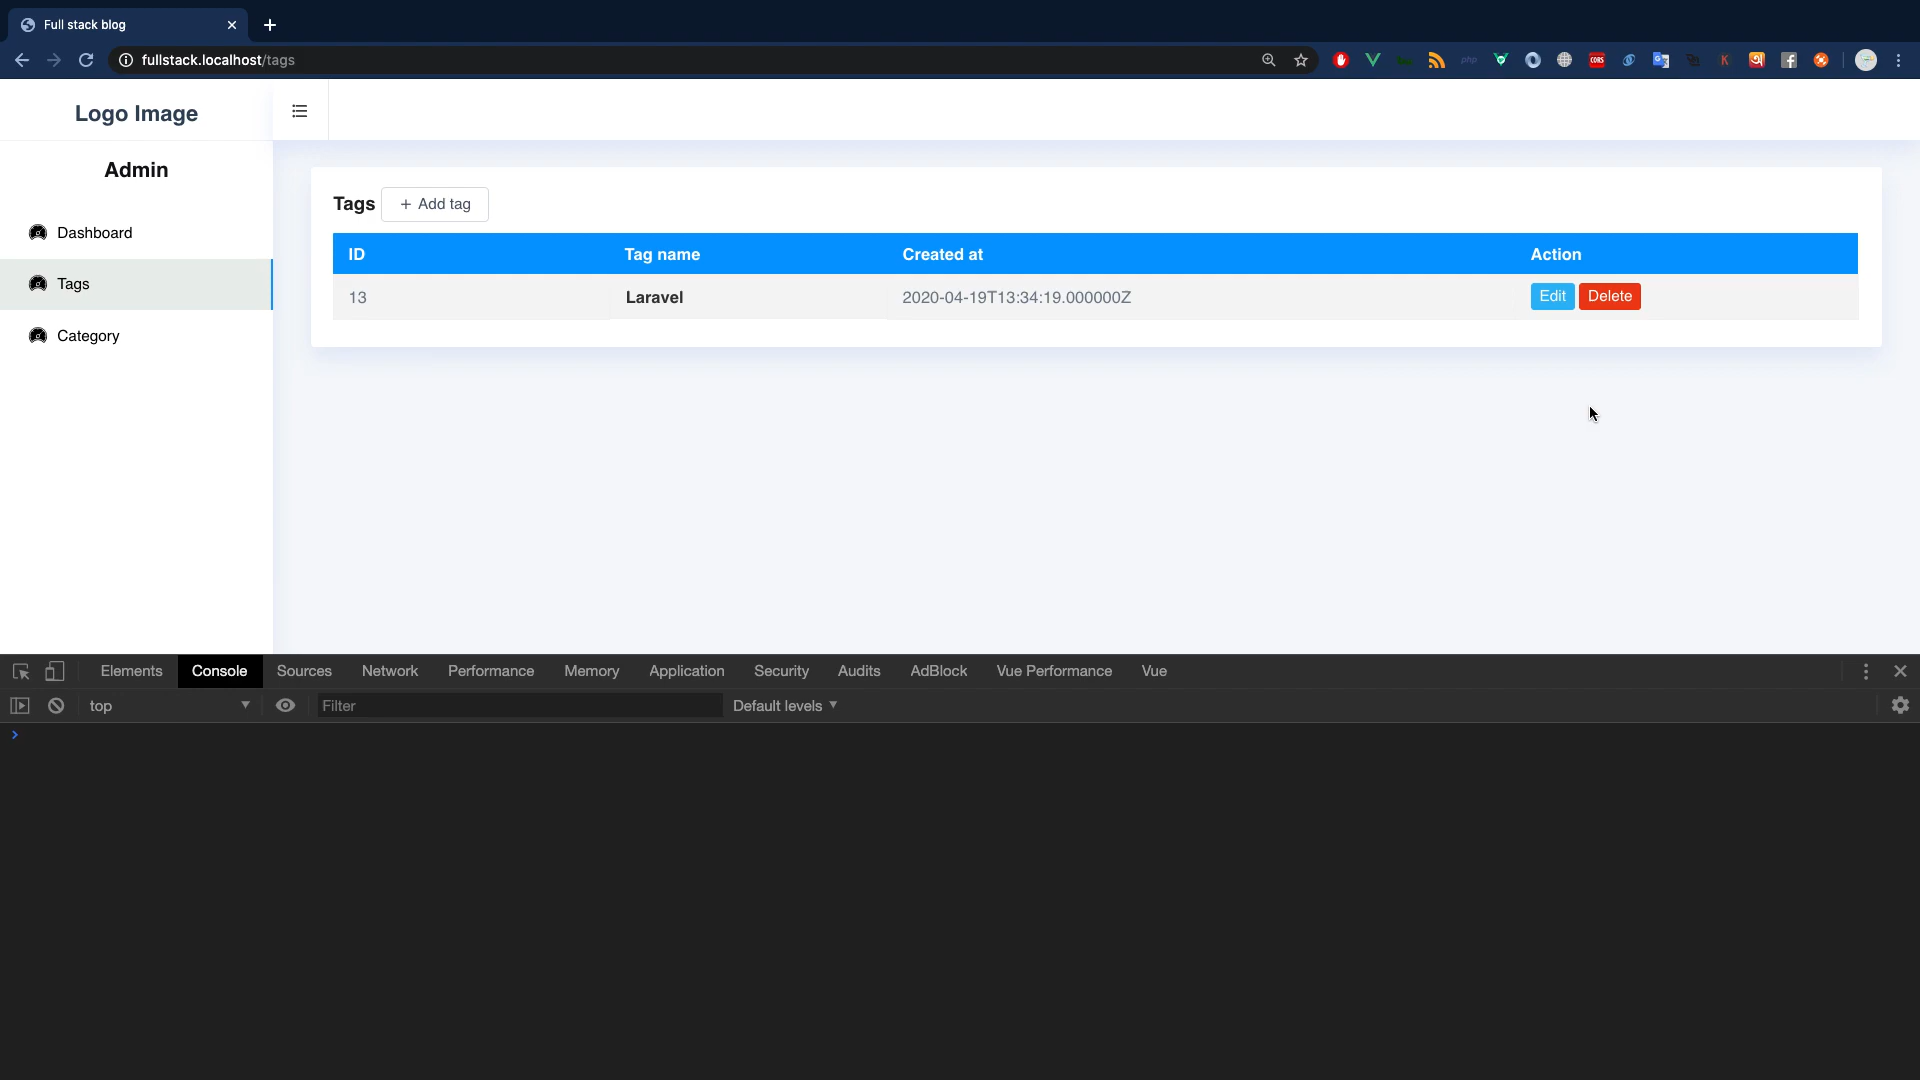 Full stack blog
fullstack.localhost/tags
php
CORS
K
Logo Image
Admin
Dashboard
Tags
Category
Tags + Add tag
ID Tag name Created at Action
13 Laravel 2020-04-19T13:34:19.000000Z Edit Delete
Elements Console Sources Network Performance Memory Application Security Audits AdBlock Vue Performance Vue
top Filter Default levels